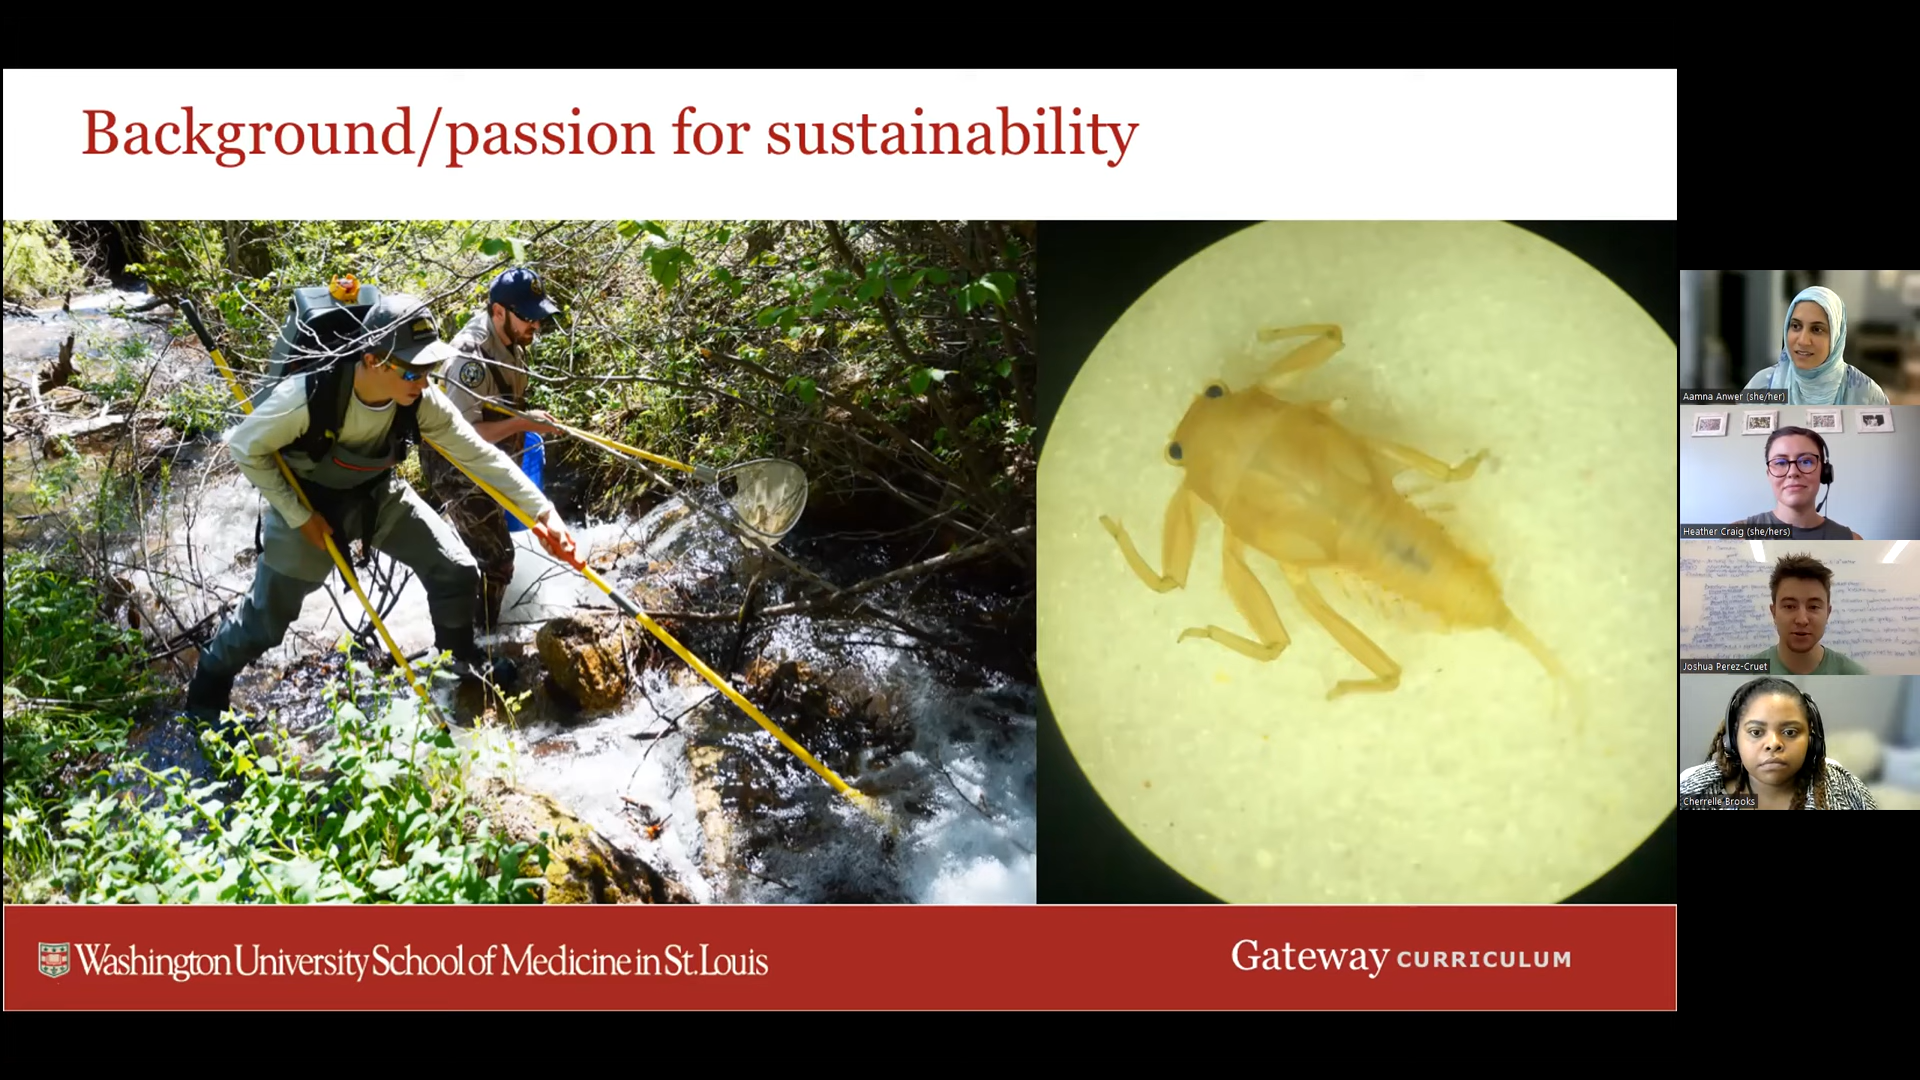 Background/passion for sustainability
Aamna Anwer (she/her)
Heather Craig (she/hers)
Joshua Perez-Cruet
Cherrelle Brooks
Washington University School of Medicine in St. Louis
Gateway CURRICULUM